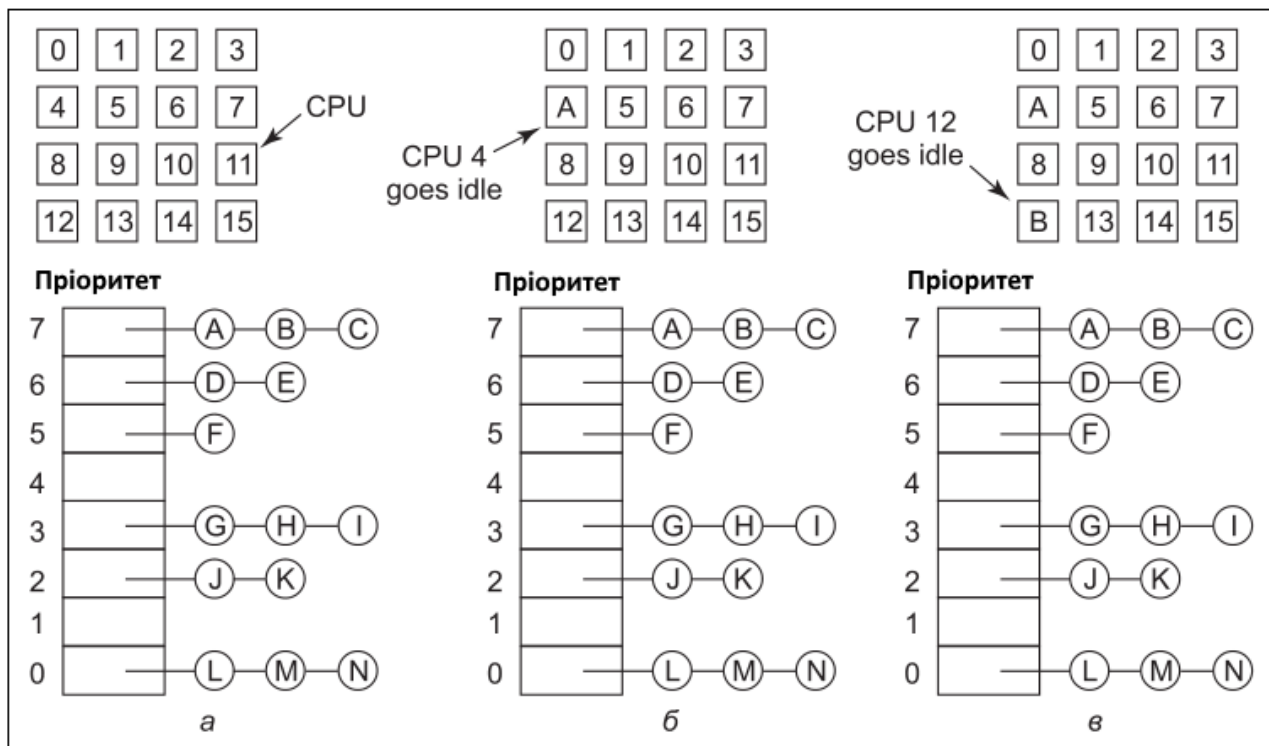 0 1 2 3 0 1 2 3 0 1 2 3
4 5 6 7 A 5 6 7 A 5 6 7
CPU
CPU 4
goes idle
CPU 12
goes idle
8 9 10 11 8 9 10 11 8 9 10 11
12 13 14 15 12 13 14 15 B 13 14 15
Пріоритет Пріоритет Пріоритет
7 A B C 7 A B C 7 A B C
6 D E 6 D E 6 D E
5 F 5 F 5 F
4 4 4
3 G H I 3 G H I 3 G H I
2 J K 2 J K 2 J K
1 1 1
0 L M N 0 L M N 0 L M N
а б в